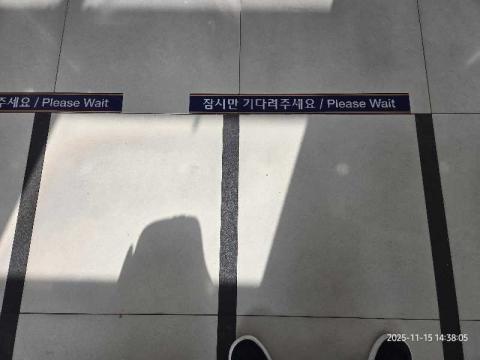 주세요 / Please Wait
잠시만 기다려주세요 / Please Wait
2025-11-15 14:38:05